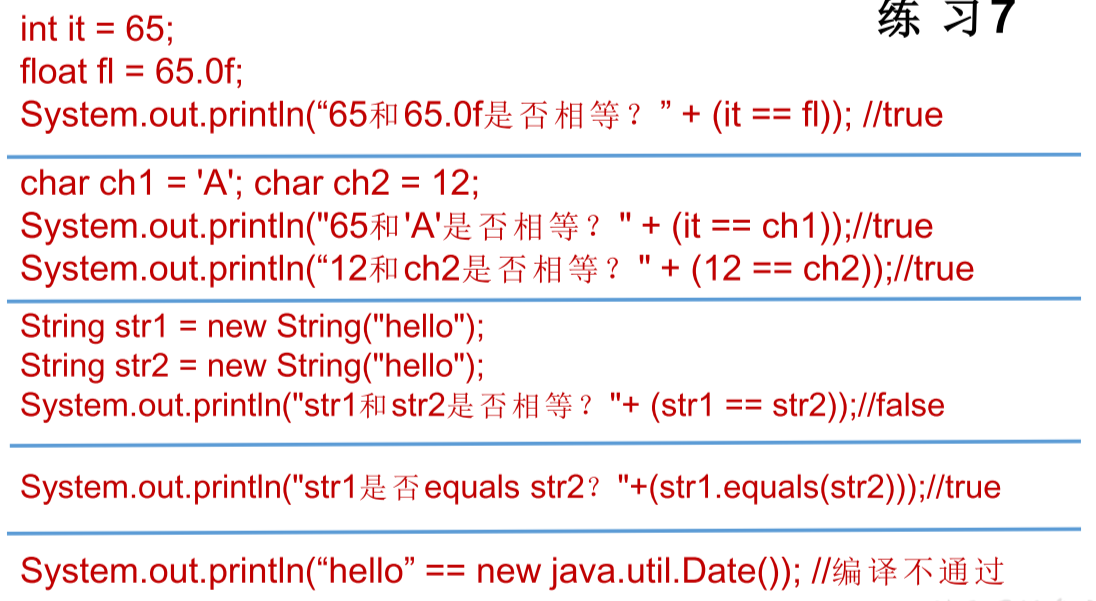 练 习7
int it = 65;
float fl = 65.0f;
System.out.println(“65和65.0f是否相等？” + (it == fl)); //true
char ch1 = 'A'; char ch2 = 12;
System.out.println("65和'A'是否相等？" + (it == ch1));//true
System.out.println(“12和ch2是否相等？" + (12 == ch2));//true
String str1 = new String("hello");
String str2 = new String("hello");
System.out.println("str1和str2是否相等？"+ (str1 == str2));//false
System.out.println("str1是否equals str2？"+(str1.equals(str2)));//true
System.out.println(“hello” == new java.util.Date()); //编译不通过